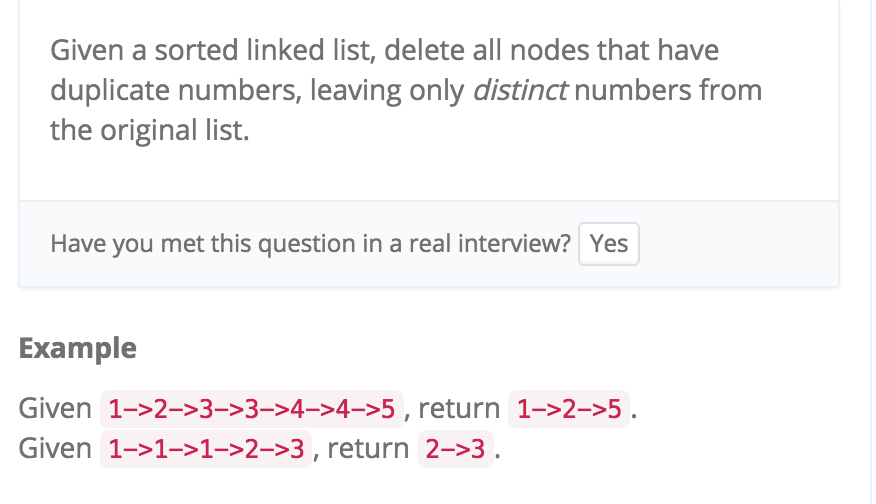 Given a sorted linked list, delete all nodes that have
duplicate numbers, leaving only distinct numbers from
the original list.
Have you met this question in a real interview? Yes
Example
Given 1->2->3->3->4->4->5, return 1->2->5.
Given 1->1->1->2->3, return 2->3.